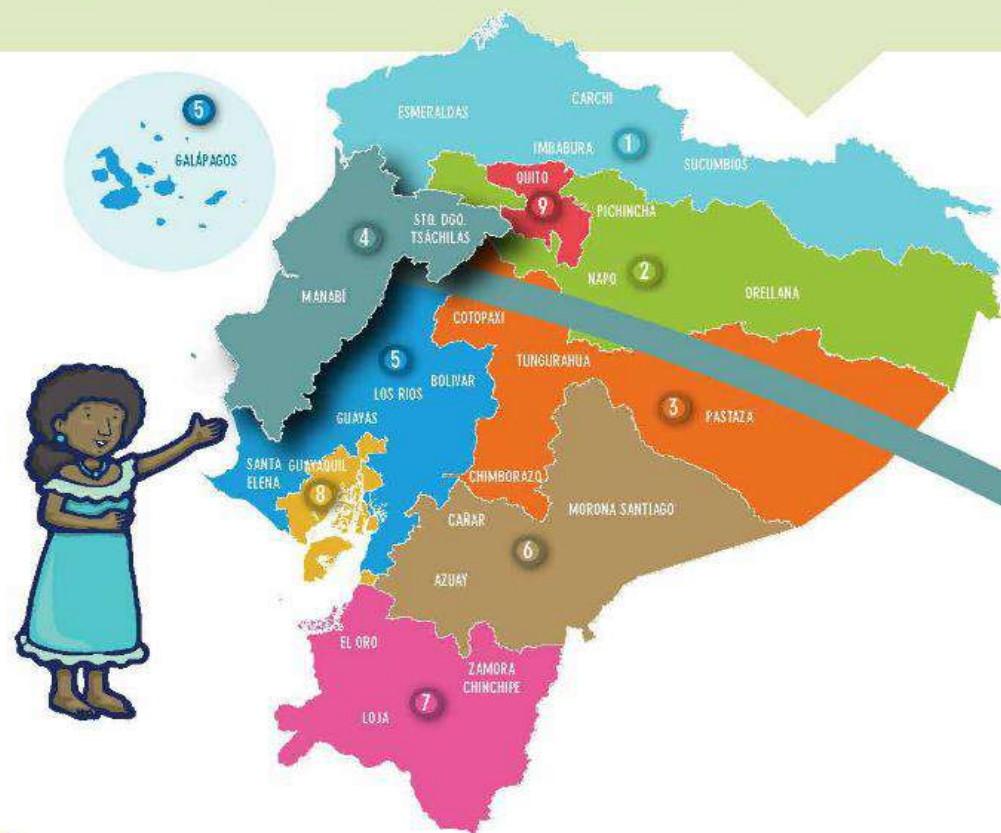 5
GALÁPAGOS
ESMERALDAS
CARCHI
IMBABURA
1
SUCUMBIOS
QUITO
9
PICHINCHA
4
STO. DGO.
TSÁCHILAS
MANABÍ
NAPO
2
ORELLANA
COTOPAXI
TUNGURAHUA
5
LOS RIOS
BOLIVAR
3
PASTAZA
GUAYAS
SANTA
ELENA
GUAYAQUIL
8
CHIMBORAZO
CAÑAR
MORONA SANTIAGO
6
AZUAY
EL ORO
ZAMORA
CHINCHIPE
7
LOJA